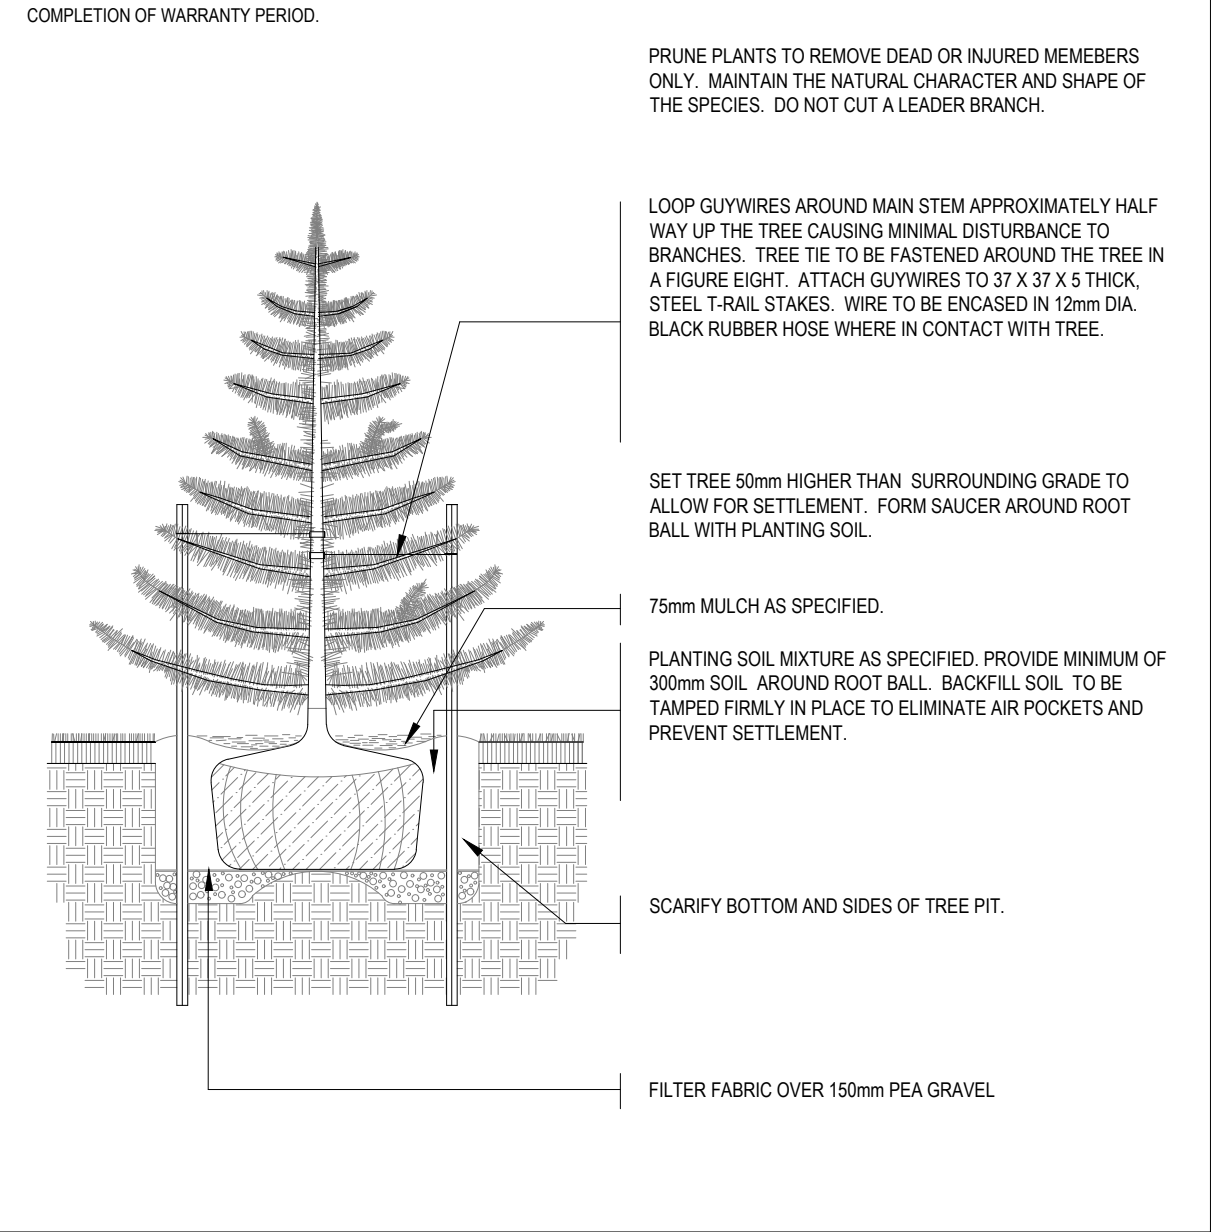 COMPLETION OF WARRANTY PERIOD.
PRUNE PLANTS TO REMOVE DEAD OR INJURED MEMEBERS
ONLY. MAINTAIN THE NATURAL CHARACTER AND SHAPE OF
THE SPECIES. DO NOT CUT A LEADER BRANCH.
LOOP GUYWIRES AROUND MAIN STEM APPROXIMATELY HALF
WAY UP THE TREE CAUSING MINIMAL DISTURBANCE TO
BRANCHES. TREE TIE TO BE FASTENED AROUND THE TREE IN
A FIGURE EIGHT. ATTACH GUYWIRES TO 37 X 37 X 5 THICK,
STEEL T-RAIL STAKES. WIRE TO BE ENCASED IN 12mm DIA.
BLACK RUBBER HOSE WHERE IN CONTACT WITH TREE.
SET TREE 50mm HIGHER THAN SURROUNDING GRADE TO
ALLOW FOR SETTLEMENT. FORM SAUCER AROUND ROOT
BALL WITH PLANTING SOIL.
75mm MULCH AS SPECIFIED.
PLANTING SOIL MIXTURE AS SPECIFIED. PROVIDE MINIMUM OF
300mm SOIL AROUND ROOT BALL. BACKFILL SOIL TO BE
TAMPED FIRMLY IN PLACE TO ELIMINATE AIR POCKETS AND
PREVENT SETTLEMENT.
SCARIFY BOTTOM AND SIDES OF TREE PIT.
FILTER FABRIC OVER 150mm PEA GRAVEL